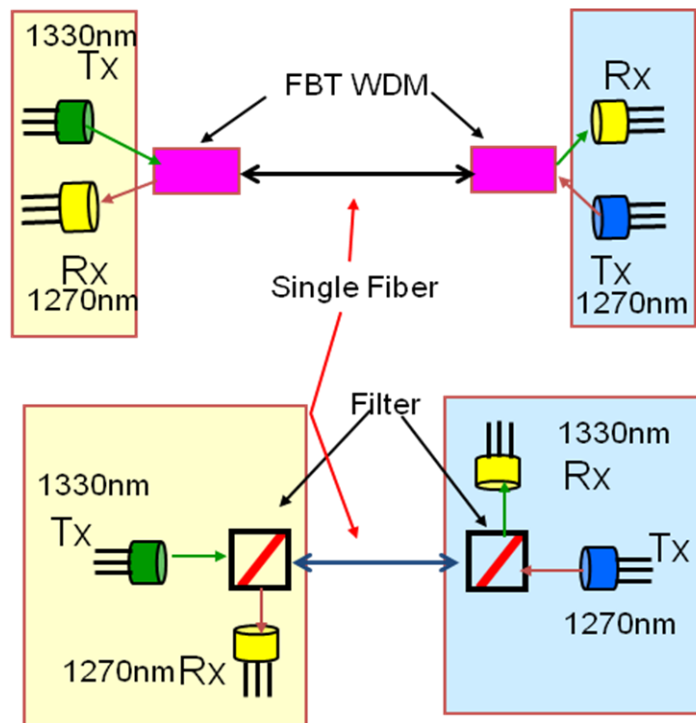 1330nm
Tx
FBT WDM
Rx
Rx
1270nm
Tx
1270nm
Single Fiber
Filter
1330nm
Tx
1330nm
Rx
Tx
1270nm
1270nm Rx